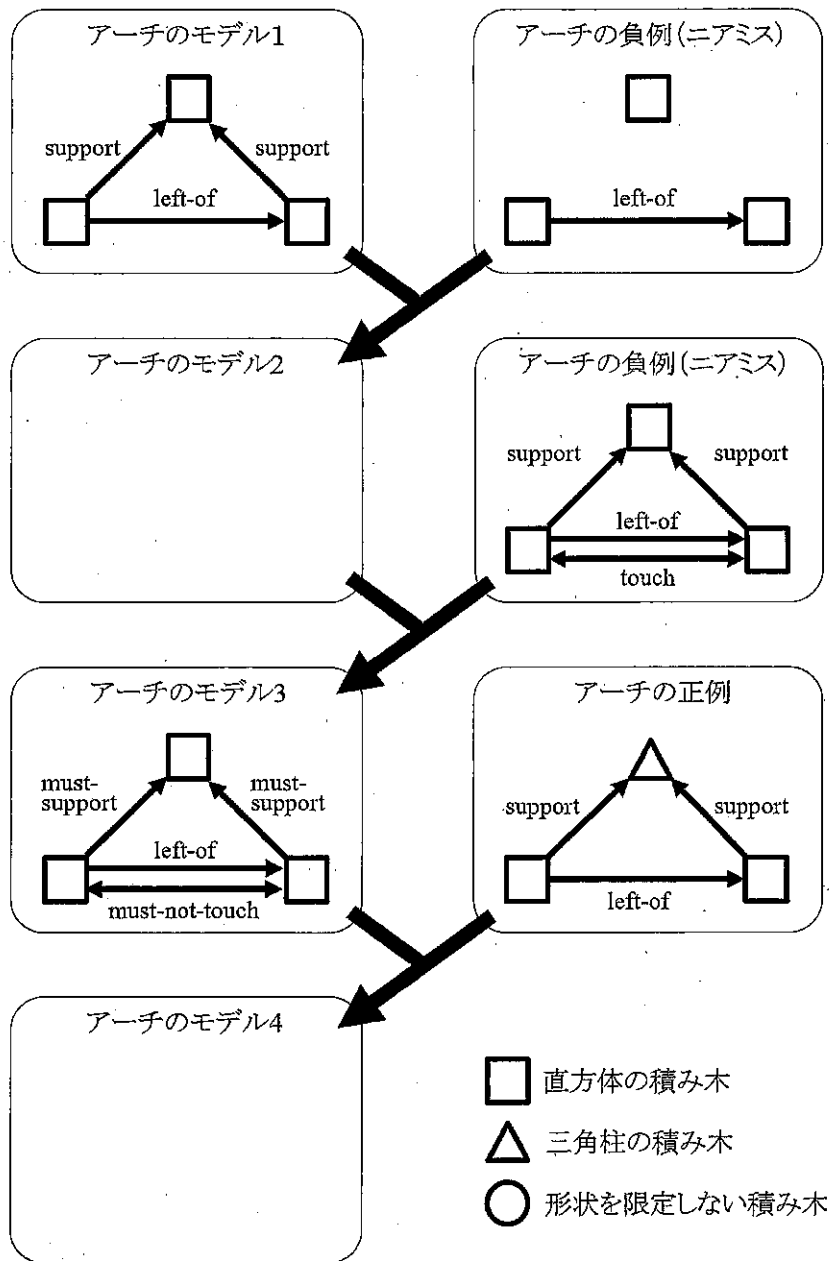 アーチのモデル1
support
support
left-of
アーチの負例(ニアミス)
left-of
アーチのモデル2
アーチの負例(ニアミス)
support
support
left-of
touch
アーチのモデル3
must-
support
must-
support
left-of
must-not-touch
アーチの正例
support
support
left-of
アーチのモデル4
直方体の積み木
三角柱の積み木
形状を限定しない積み木